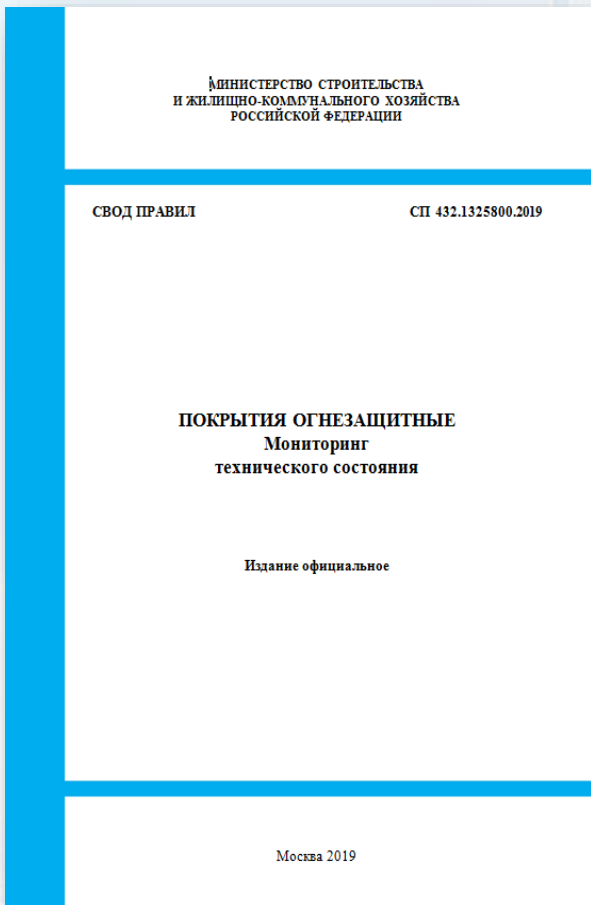 МИНИСТЕРСТВО СТРОИТЕЛЬСТВА
И ЖИЛИЩНО-КОММУНАЛЬНОГО ХОЗЯЙСТВА
РОССИЙСКОЙ ФЕДЕРАЦИИ
СВОД ПРАВИЛ СП 432.1325800.2019
ПОКРЫТИЯ ОГНЕЗАЩИТНЫЕ
Мониторинг
технического состояния
Издание официальное
Москва 2019